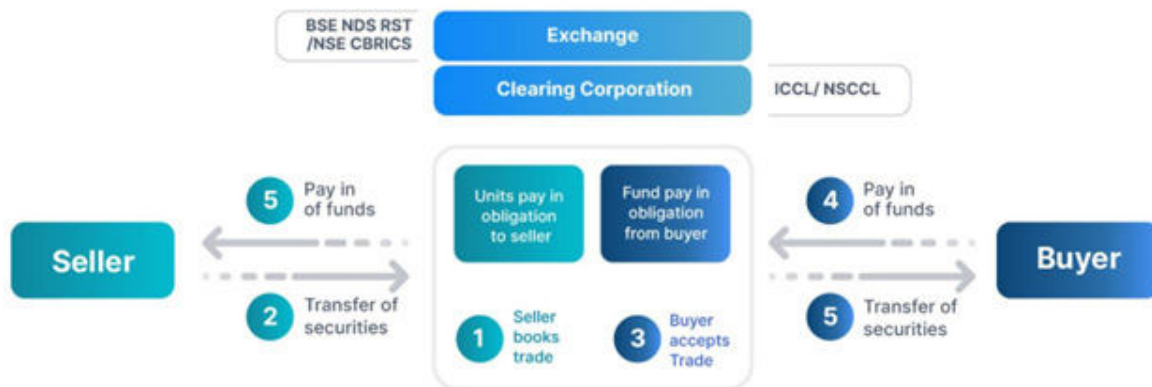 BSE NDS RST
/NSE CBRICS
Exchange
Clearing Corporation
ICCL/ NSCCL
5
Pay in
of funds
Units pay in
obligation
to seller
Fund pay in
obligation
from buyer
4
Pay in
of funds
Seller
Buyer
2
Transfer of
securities
1
Seller
books
trade
3
Buyer
accepts
Trade
5
Transfer of
securities